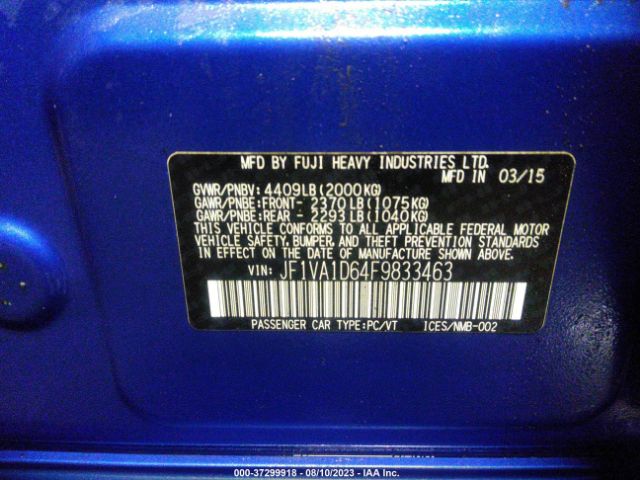 MFD BY FUJI HEAVY INDUSTRIES LTD.
MFD IN 03/15
GVWR/PNBV: 4409LB(2000KG)
GAWR/PNBE:FRONT- 2370LB(1075KG)
GAWR/PNBE:REAR - 2293LB(1040KG)
THIS VEHICLE CONFORMS TO ALL APPLICABLE FEDERAL MOTOR
VEHICLE SAFETY, BUMPER, AND THEFT PREVENTION STANDARDS
IN EFFECT ON THE DATE OF MANUFACTURE SHOWN ABOVE.
VIN: JF1VA1D64F9833463
PASSENGER CAR TYPE:PC/VT ICES/NMB-002
000-37299918 - 08/10/2023 - IAA Inc.